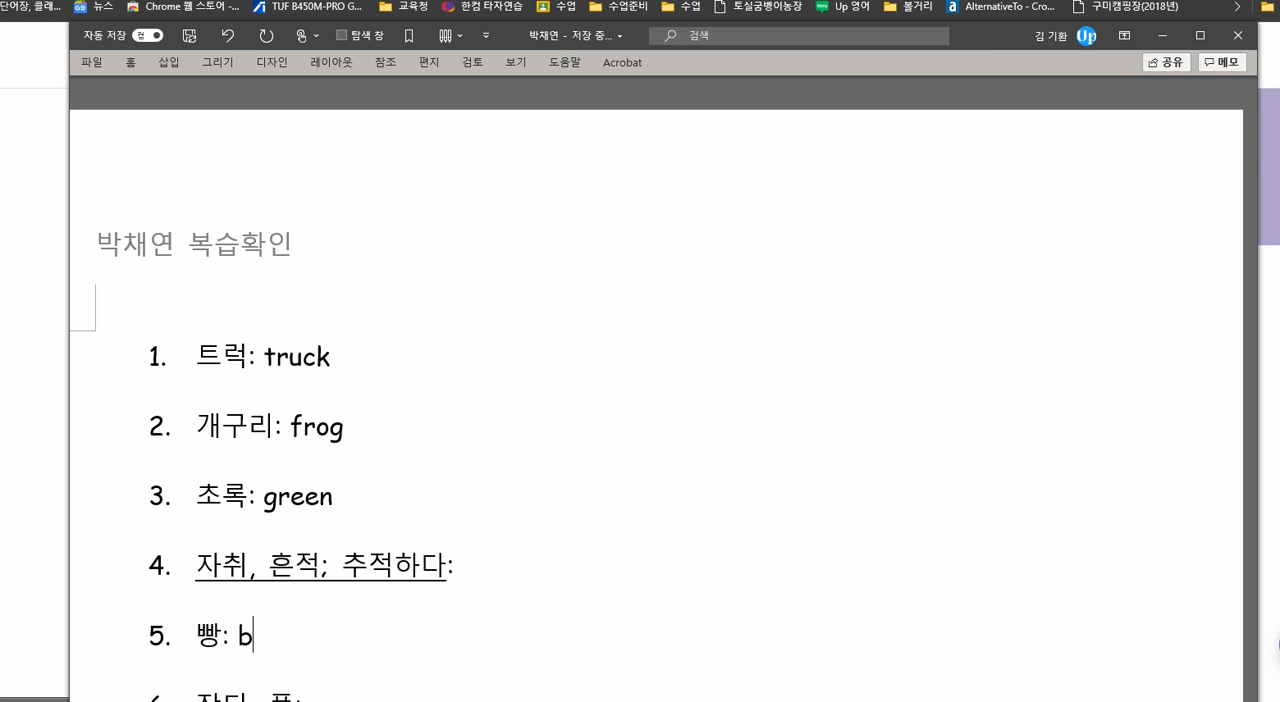 단어장, 클래... 뉴스 Chrome 웹 스토어 -... TUF B450M-PRO G... 교육청 한컴 타자연습 수업 수업준비 수업 토실굼벵이농장 Up 영어 볼거리 AlternativeTo - Cro... 구미캠핑장(2018년)
자동 저장 박채연 - 저장 중... 탐색 창 검색 김 기환 Up
파일 홈 삽입 그리기 디자인 레이아웃 참조 편지 검토 보기 도움말 Acrobat 공유 메모
박채연 복습확인
1. 트럭: truck
2. 개구리: frog
3. 초록: green
4. 자취, 흔적; 추적하다:
5. 빵: b